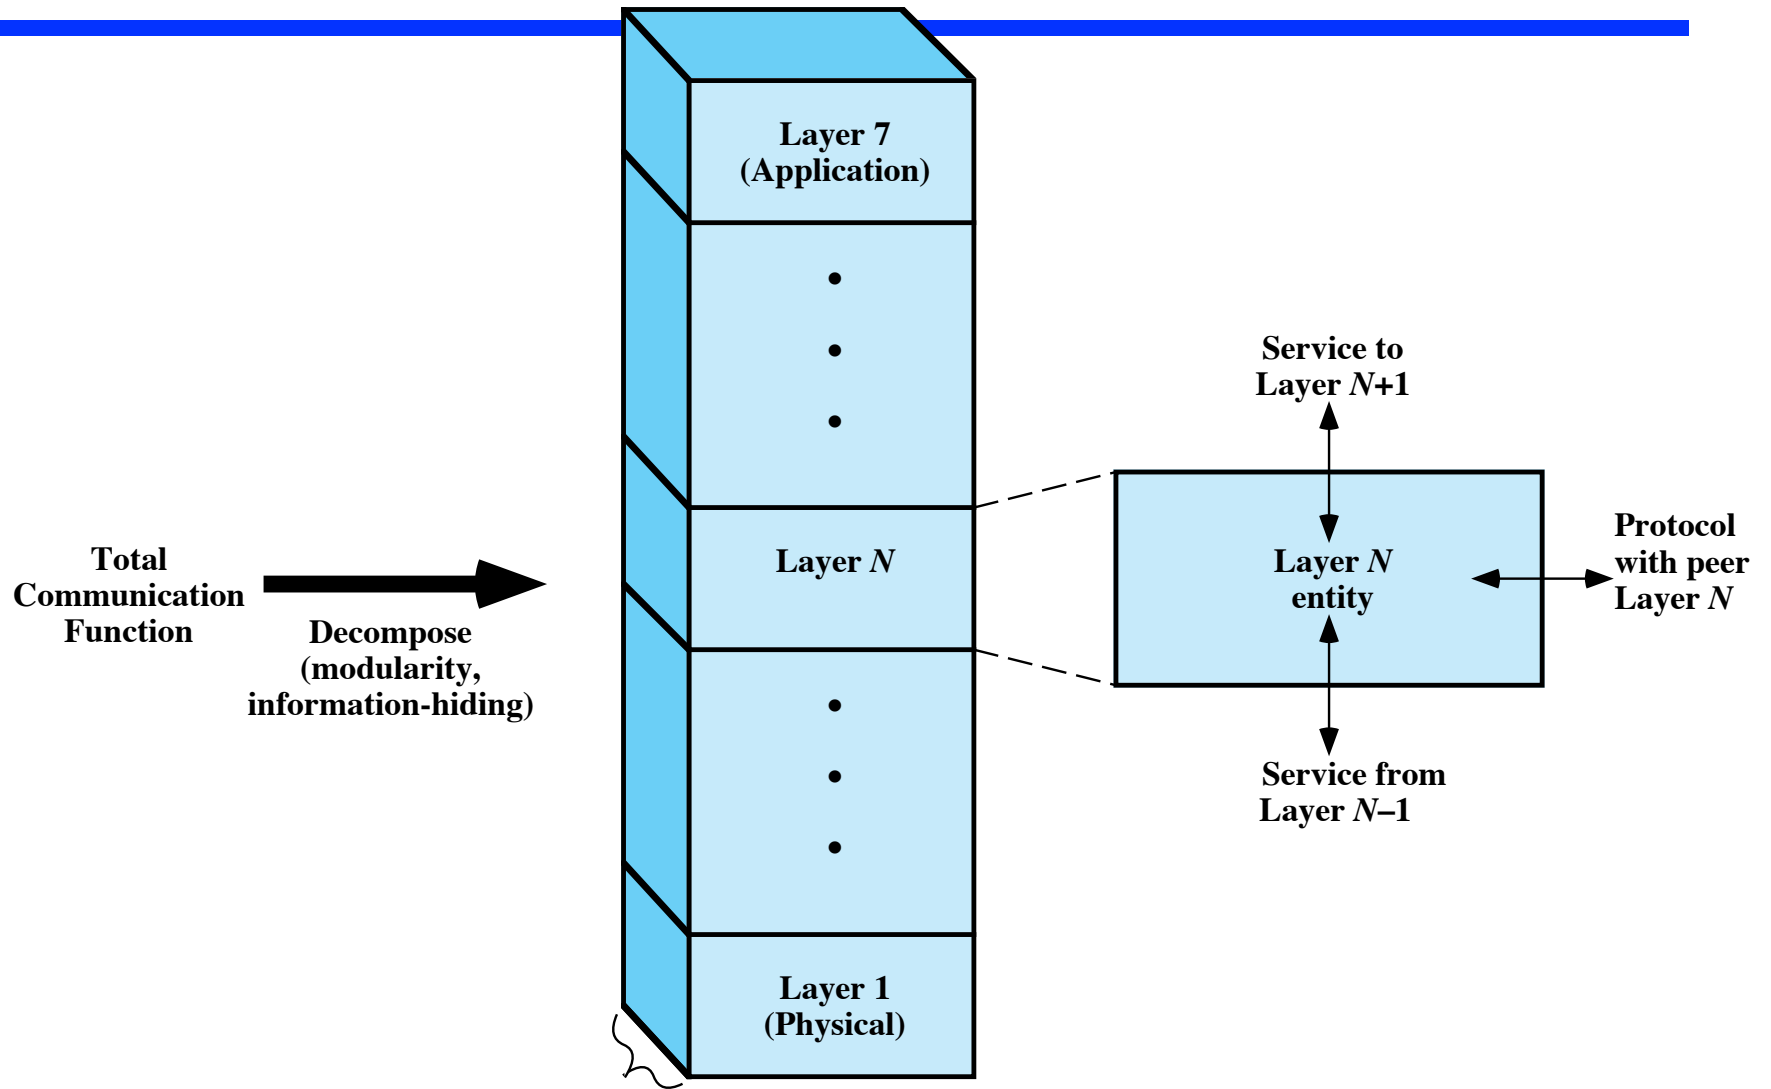 Layer 7
(Application)
Service to
Layer N+1
Total
Communication
Function
Decompose
(modularity,
information-hiding)
Layer N
Layer N
entity
Protocol
with peer
Layer N
Service from
Layer N–1
Layer 1
(Physical)